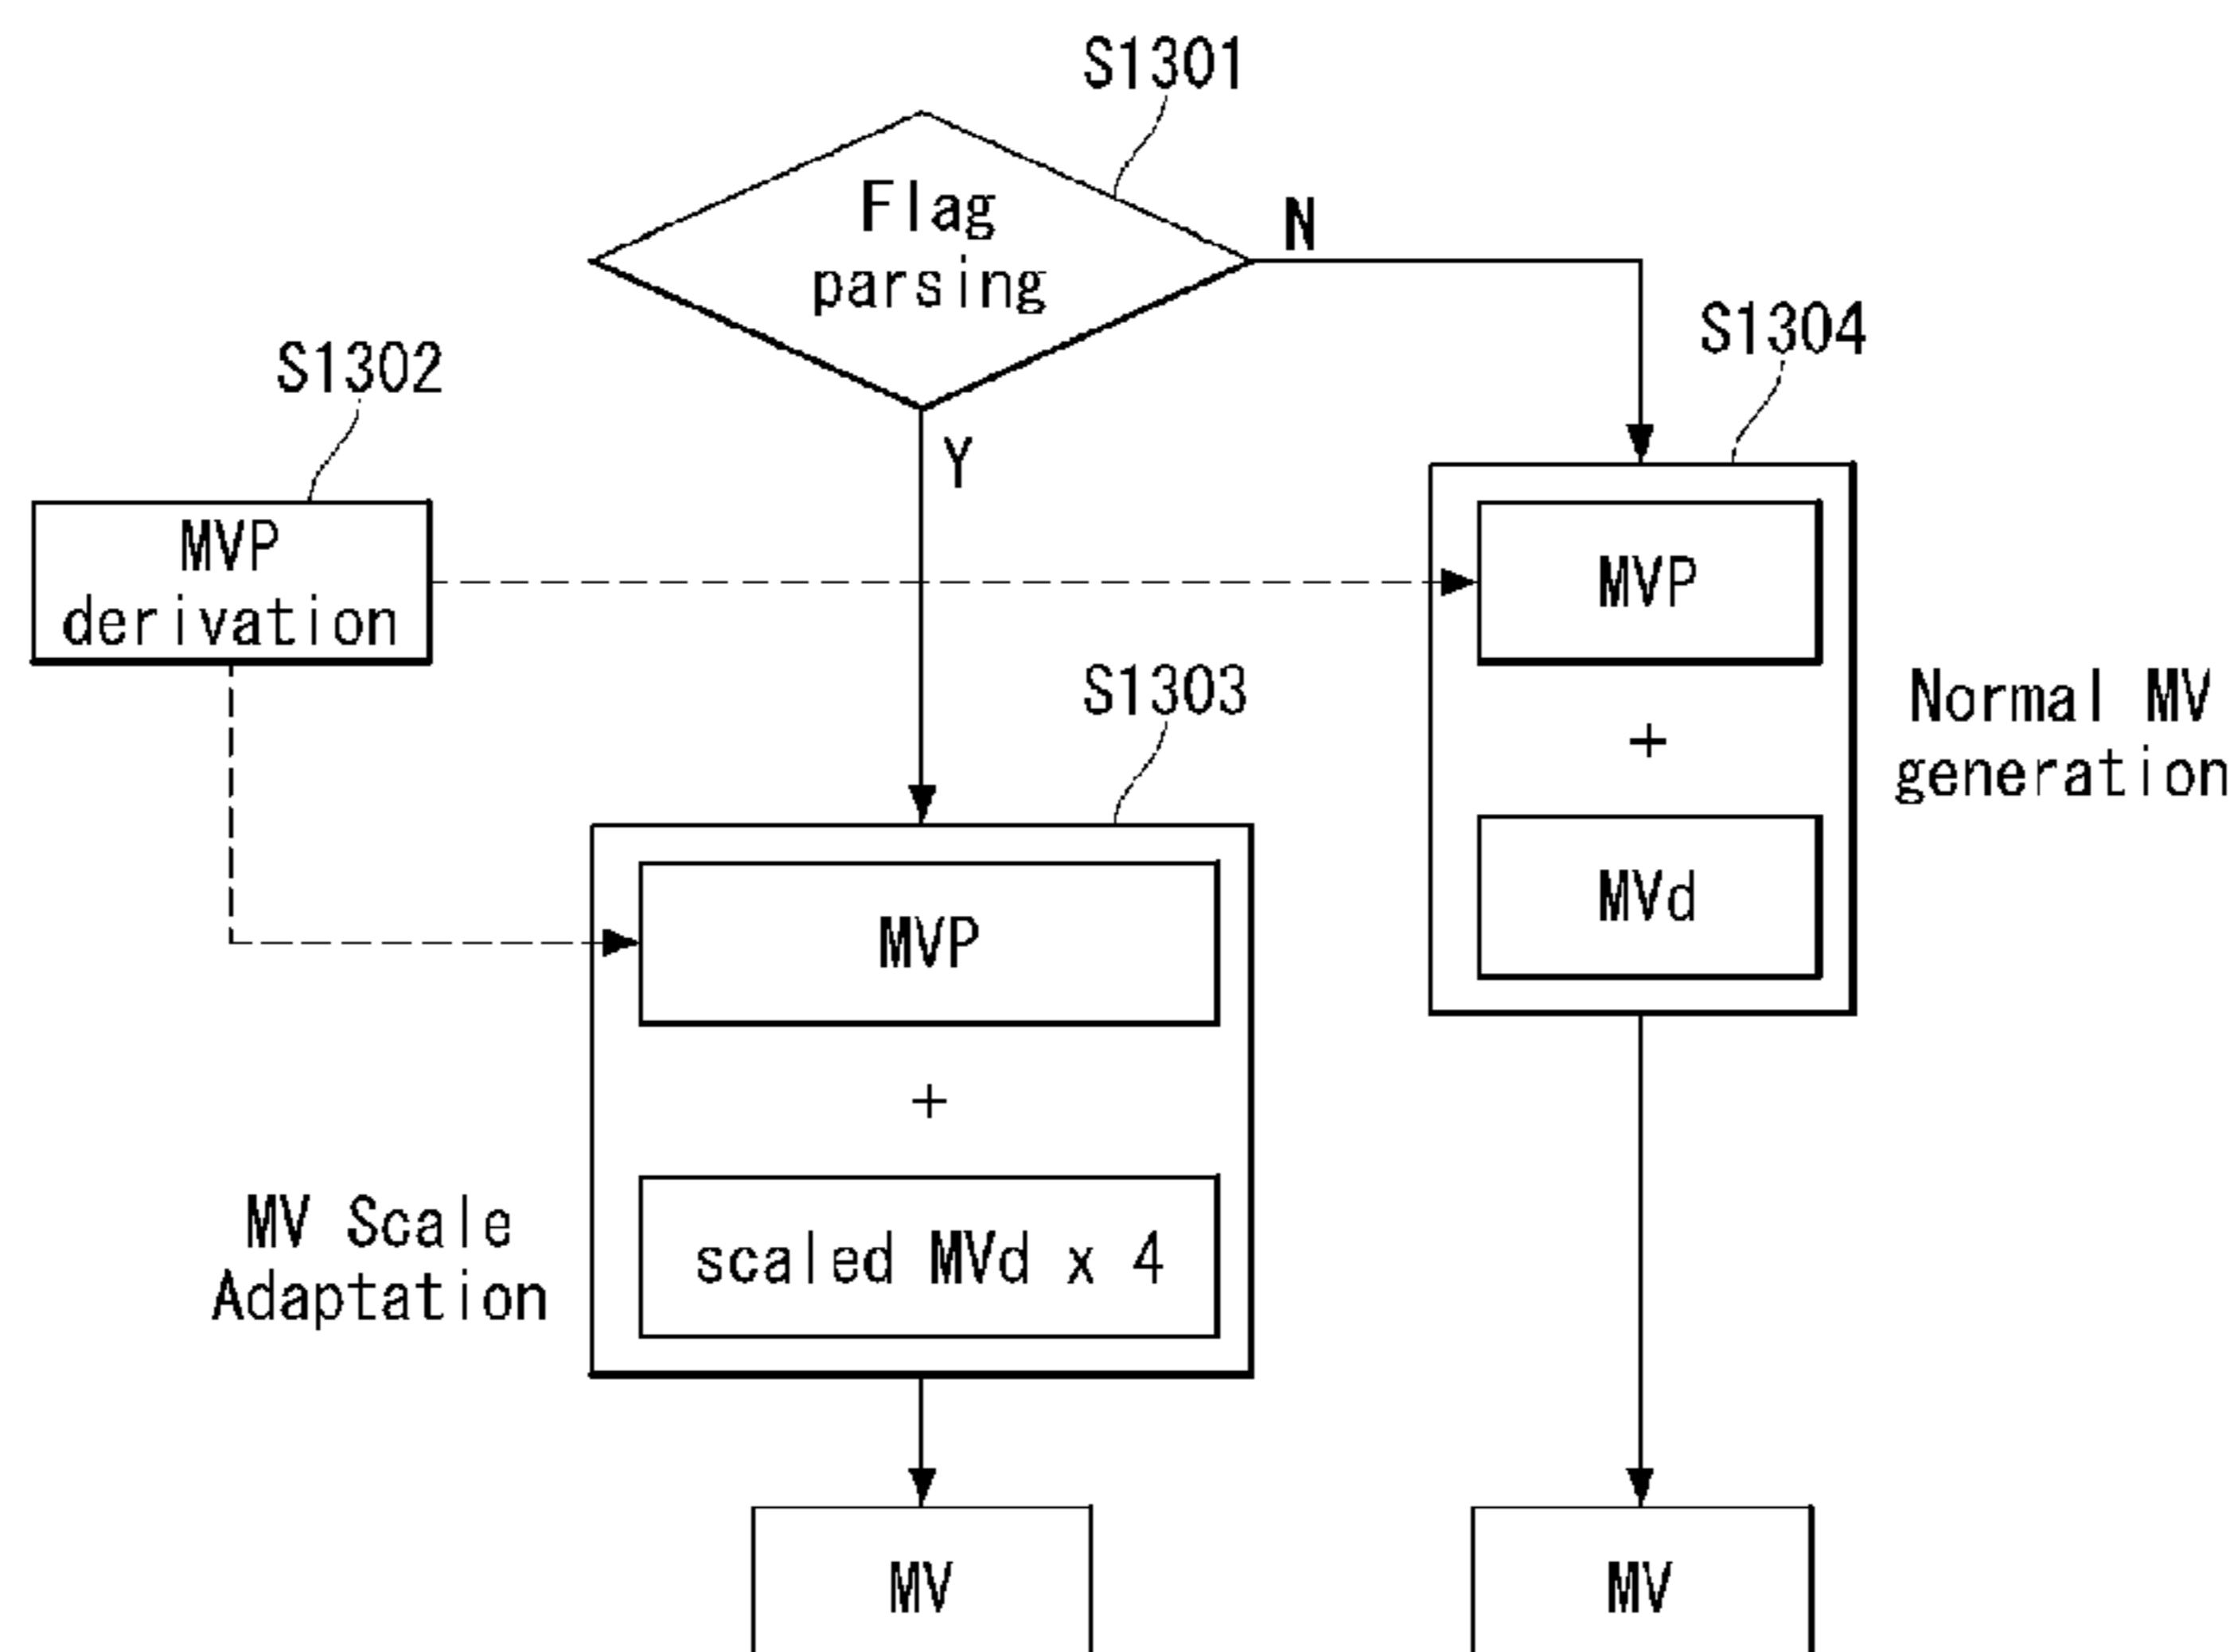 S1301
Flag
parsing
N
S1304
S1302
Y
MVP
derivation
MVP
S1303
+
Normal MV
generation
MVd
MVP
+
MV Scale
Adaptation
scaled MVd x 4
MV
MV